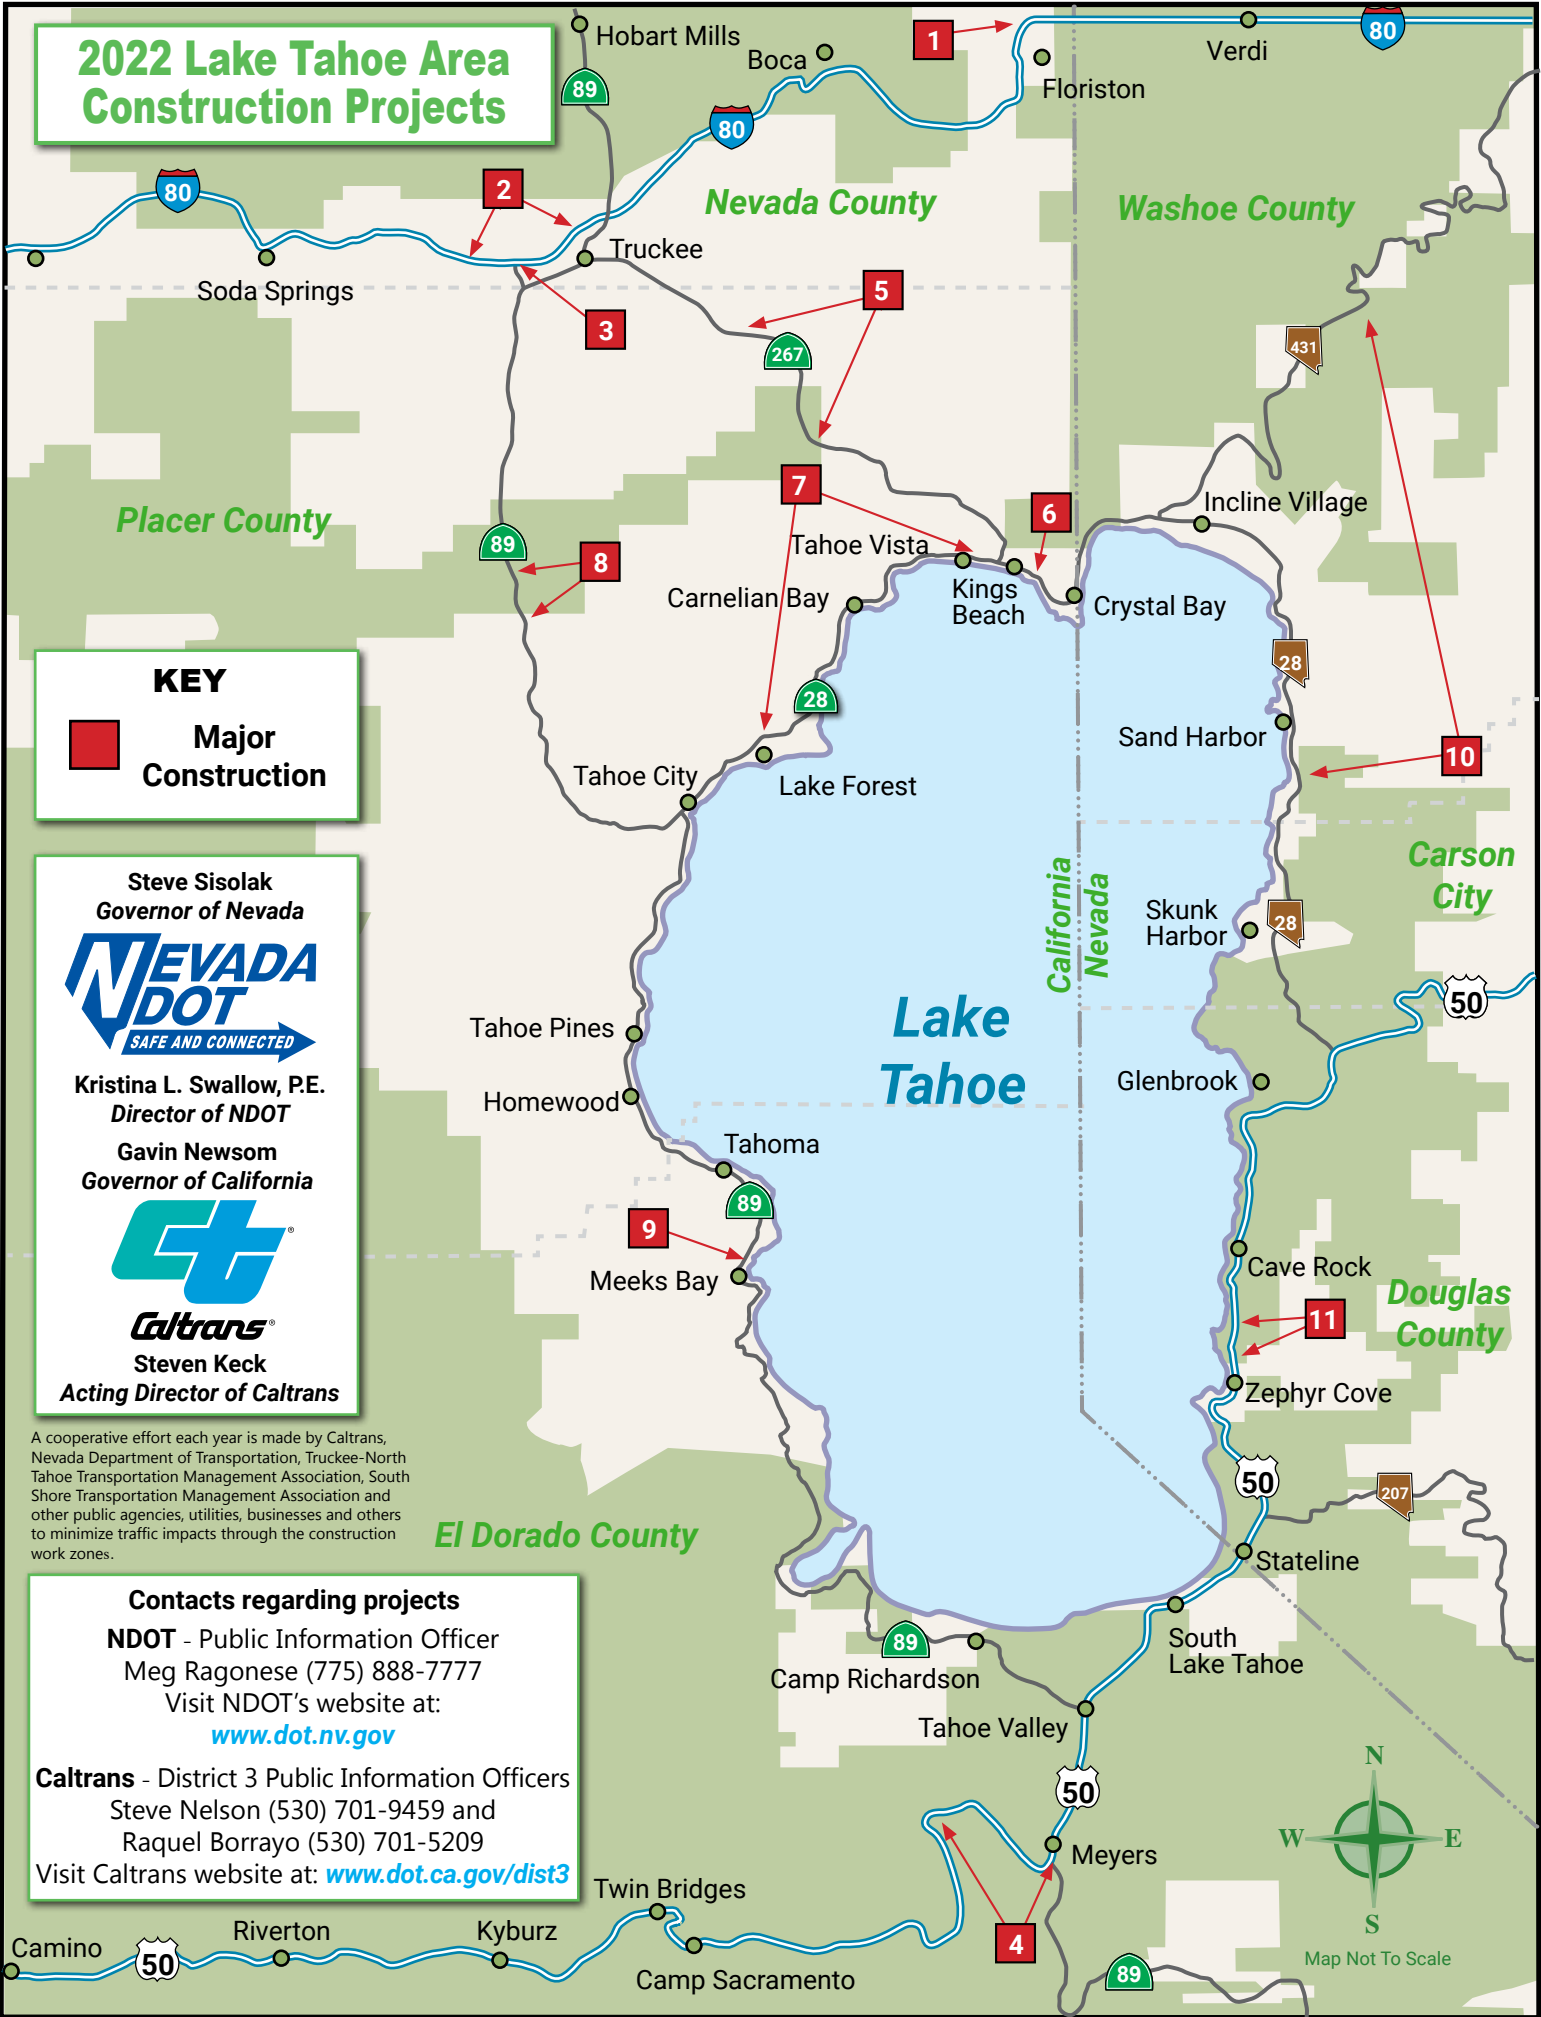 2022 Lake Tahoe Area
Construction Projects
Hobart Mills
89
Boca
1
80
Verdi
Floriston
80
80
2
Nevada County
Washoe County
Truckee
Soda Springs
5
3
267
431
Placer County
7
6
Incline Village
89
8
Tahoe Vista
Kings
Beach
Carnelian Bay
Crystal Bay
28
28
Sand Harbor
10
Tahoe City
Lake Forest
KEY
Major
Construction
Carson
City
California
Nevada
Skunk
Harbor
28
50
Lake
Tahoe
Tahoe Pines
Glenbrook
Homewood
Tahoma
89
9
Meeks Bay
Cave Rock
Douglas
County
11
Zephyr Cove
50
207
Stateline
Steve Sisolak
Governor of Nevada
NEVADA
DOT
SAFE AND CONNECTED
Kristina L. Swallow, P.E.
Director of NDOT
Gavin Newsom
Governor of California
ct®
Caltrans®
Steven Keck
Acting Director of Caltrans
A cooperative effort each year is made by Caltrans,
Nevada Department of Transportation, Truckee-North
Tahoe Transportation Management Association, South
Shore Transportation Management Association and
other public agencies, utilities, businesses and others
to minimize traffic impacts through the construction
work zones.
El Dorado County
Contacts regarding projects
NDOT - Public Information Officer
Meg Ragonese (775) 888-7777
Visit NDOT's website at:
www.dot.nv.gov
Caltrans - District 3 Public Information Officers
Steve Nelson (530) 701-9459 and
Raquel Borrayo (530) 701-5209
Visit Caltrans website at: www.dot.ca.gov/dist3
89
Camp Richardson
South
Lake Tahoe
Tahoe Valley
50
Meyers
N
W
E
S
Map Not To Scale
Twin Bridges
Camino
50
Riverton
Kyburz
Camp Sacramento
4
89